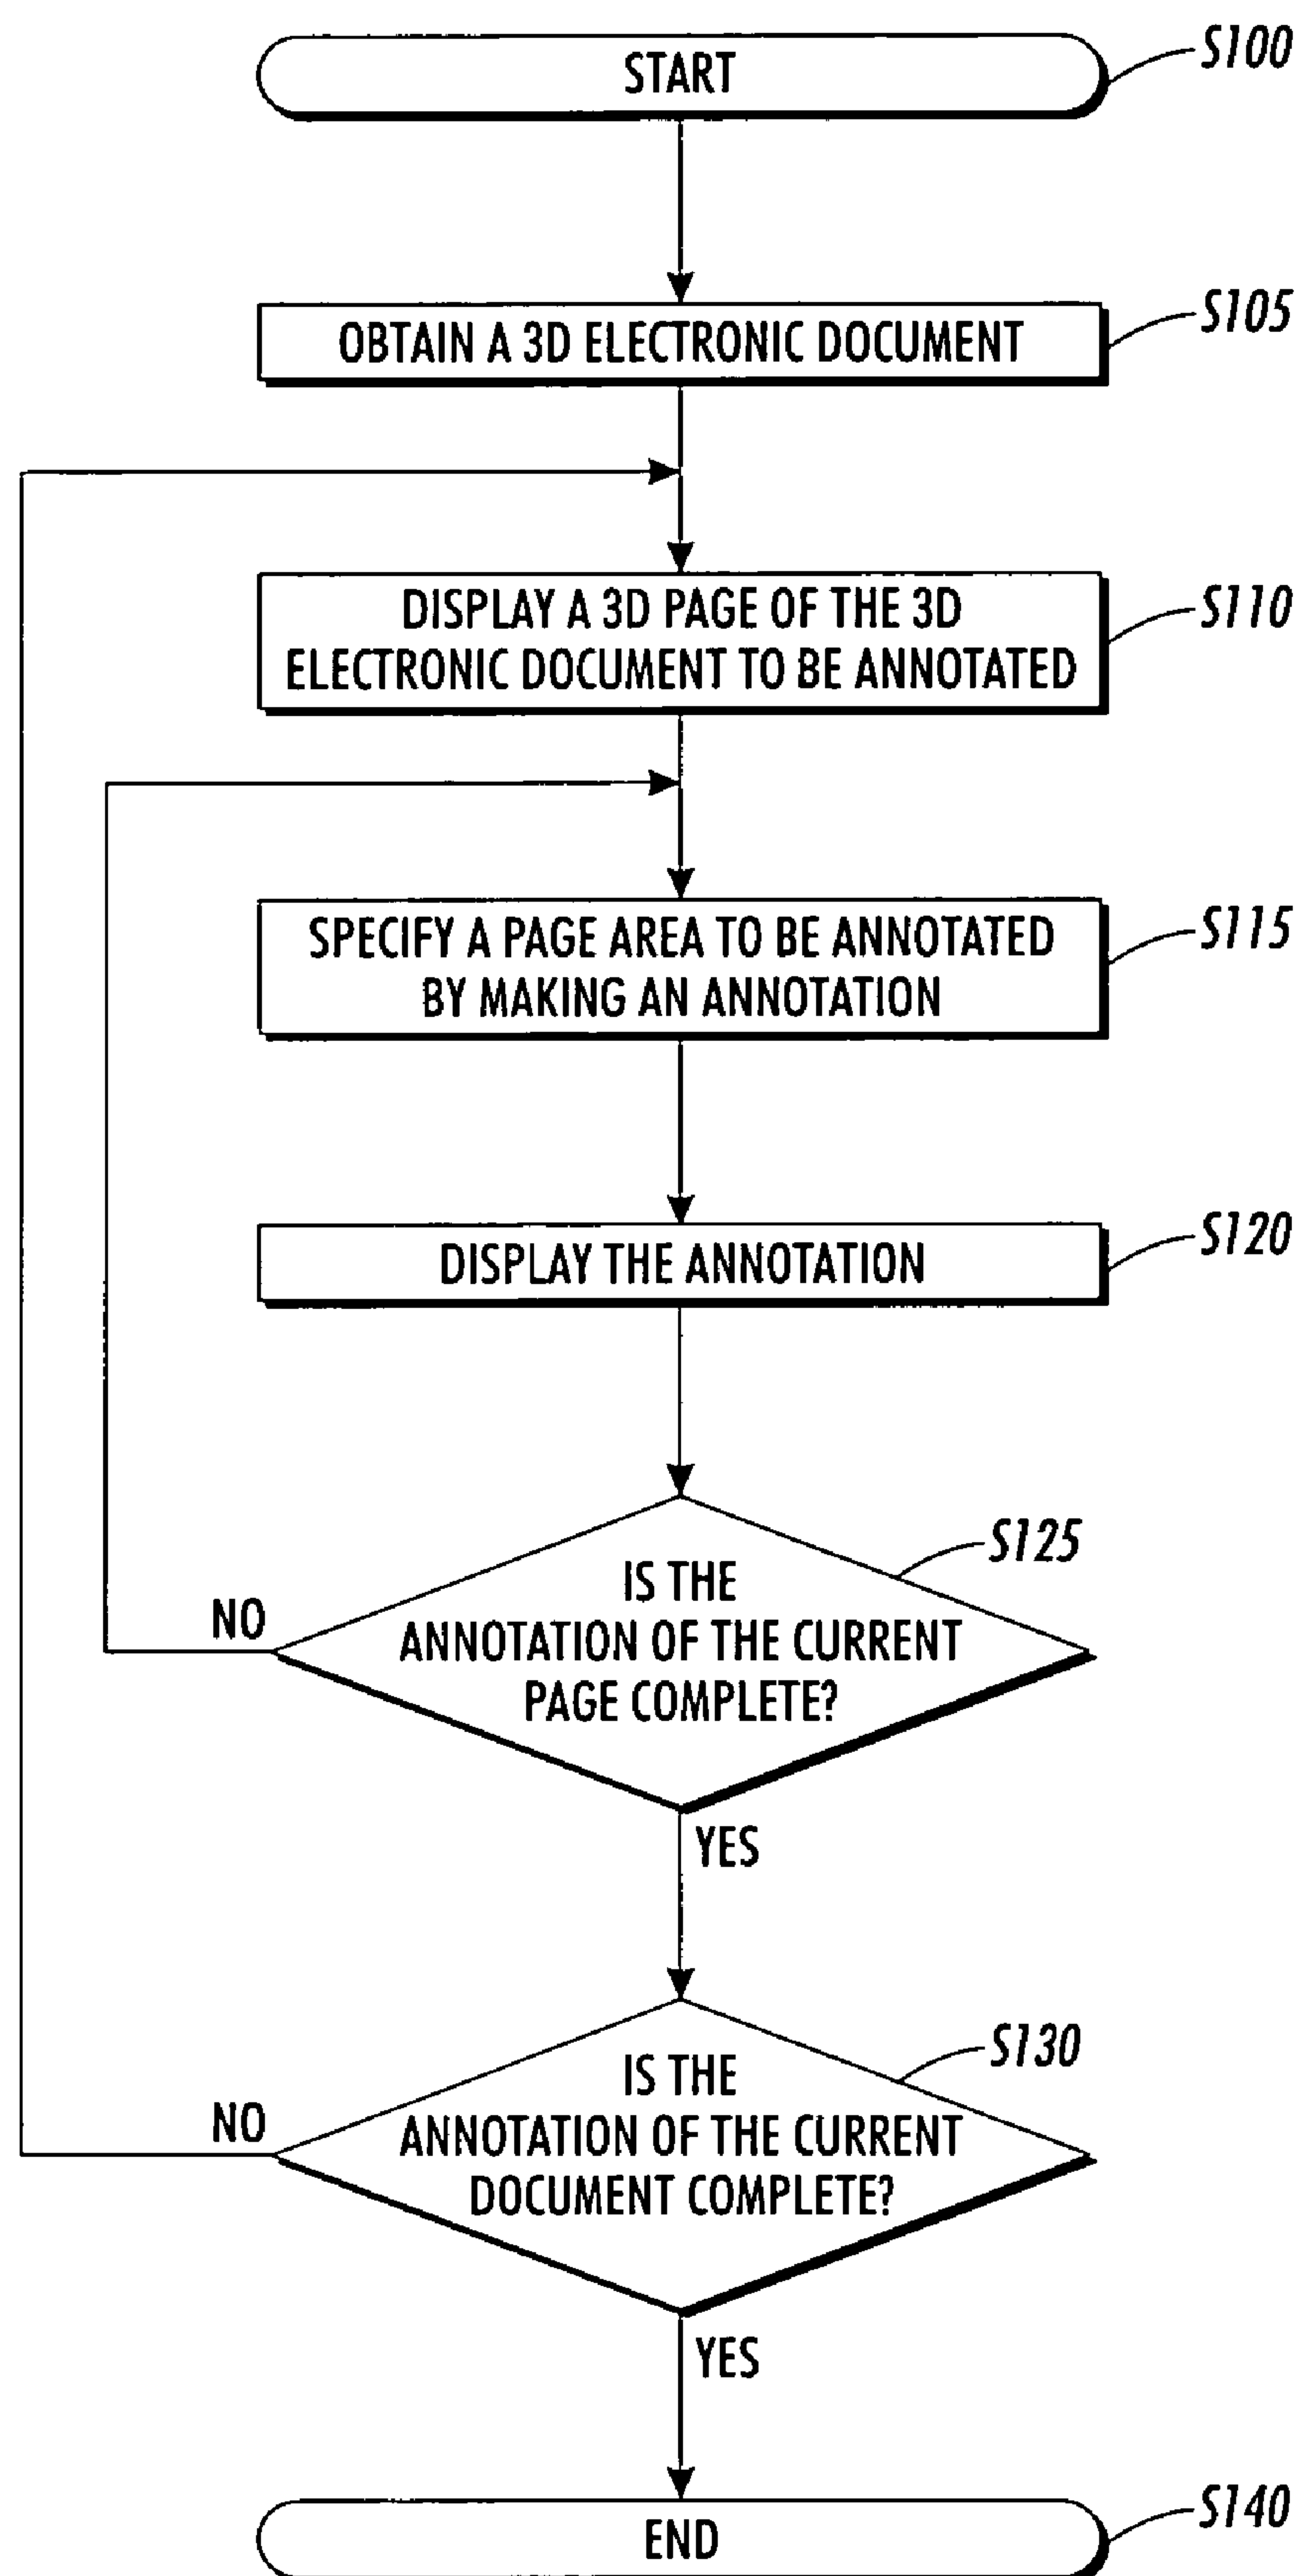 START
S100
OBTAIN A 3D ELECTRONIC DOCUMENT
S105
DISPLAY A 3D PAGE OF THE 3D
ELECTRONIC DOCUMENT TO BE ANNOTATED
S110
SPECIFY A PAGE AREA TO BE ANNOTATED
BY MAKING AN ANNOTATION
S115
DISPLAY THE ANNOTATION
S120
IS THE
ANNOTATION OF THE CURRENT
PAGE COMPLETE?
S125
NO
YES
IS THE
ANNOTATION OF THE CURRENT
DOCUMENT COMPLETE?
S130
NO
YES
END
S140